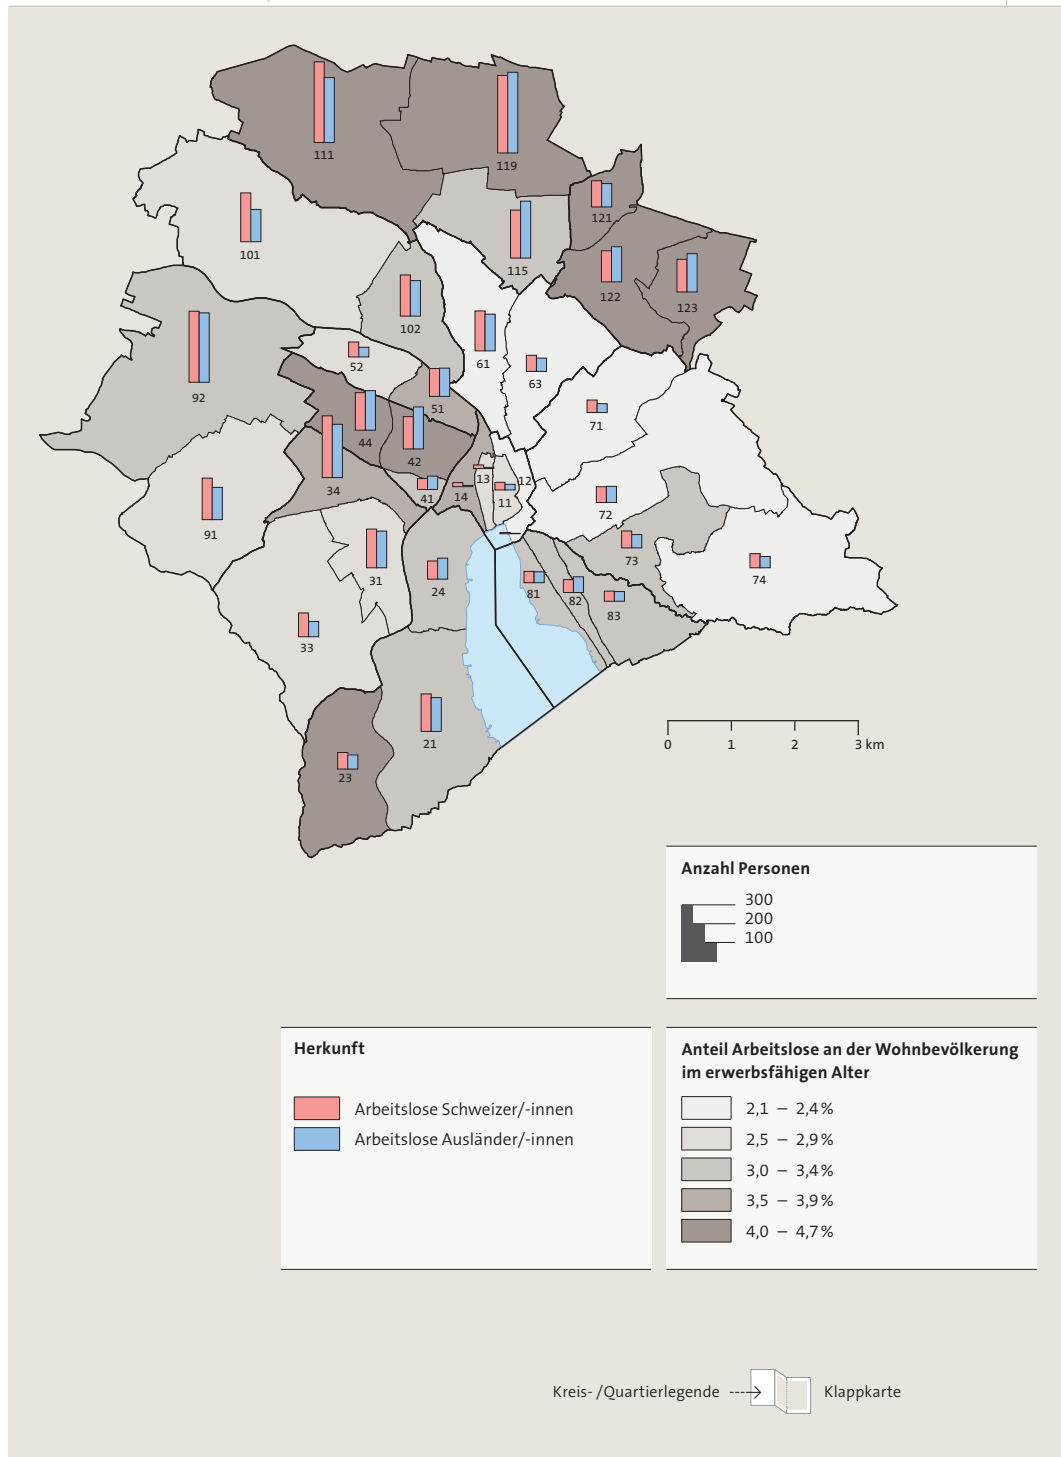 111
119
121
101
115
122
123
102
61
63
52
92
51
71
44
42
13
12
34
41
14
11
72
91
31
24
73
74
81
82
83
33
21
23
0 1 2 3 km
Anzahl Personen
300
200
100
Herkunft
Arbeitslose Schweizer/-innen
Arbeitslose Ausländer/-innen
Anteil Arbeitslose an der Wohnbevölkerung
im erwerbsfähigen Alter
2,1 – 2,4 %
2,5 – 2,9 %
3,0 – 3,4 %
3,5 – 3,9 %
4,0 – 4,7 %
Kreis- /Quartierlegende
Klappkarte